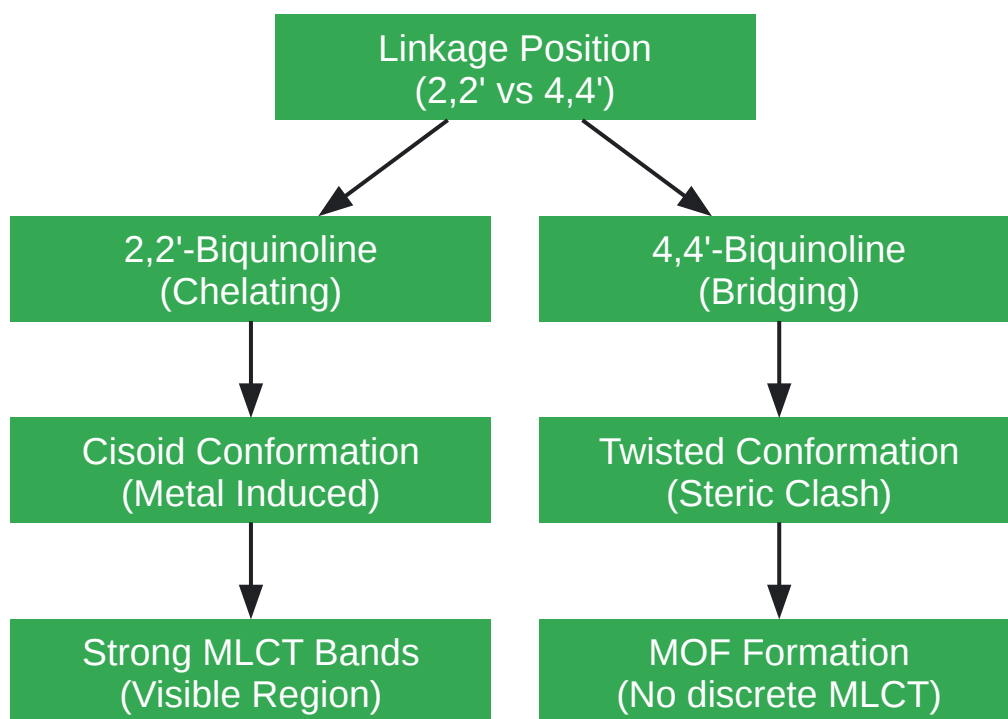 Linkage Position
(2,2' vs 4,4')
2,2'-Biquinoline
(Chelating)
4,4'-Biquinoline
(Bridging)
Cisoid Conformation
(Metal Induced)
Twisted Conformation
(Steric Clash)
Strong MLCT Bands
(Visible Region)
MOF Formation
(No discrete MLCT)